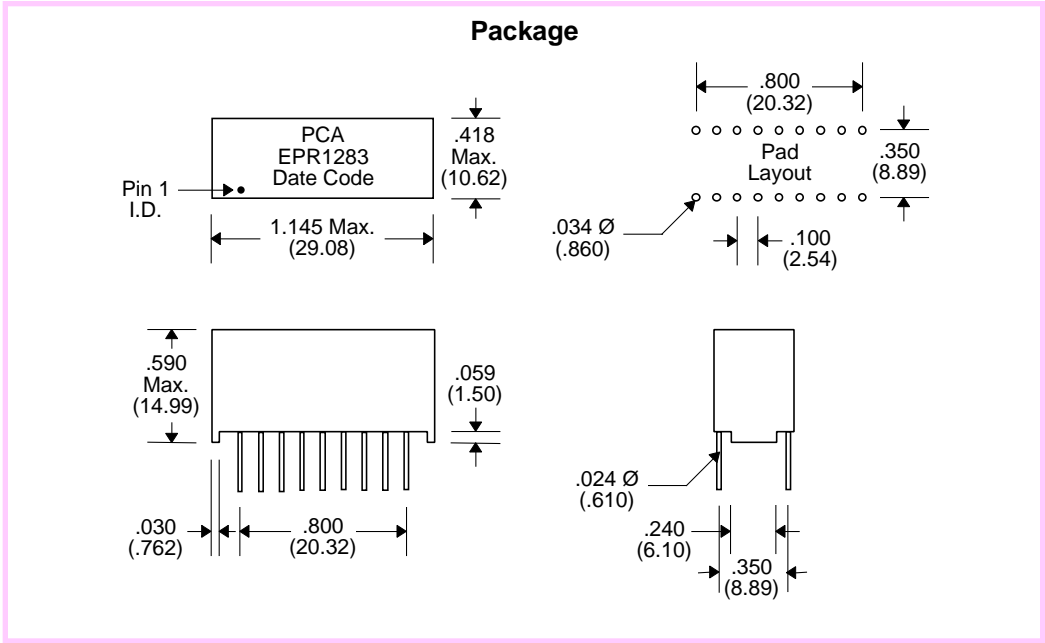 Package
PCA
EPR1283
Date Code
Pin 1
I.D.
.418
Max.
(10.62)
1.145 Max.
(29.08)
.800
(20.32)
Pad
Layout
.350
(8.89)
.034 Ø
(.860)
.100
(2.54)
.590
Max.
(14.99)
.059
(1.50)
.030
(.762)
.800
(20.32)
.024 Ø
(.610)
.240
(6.10)
.350
(8.89)